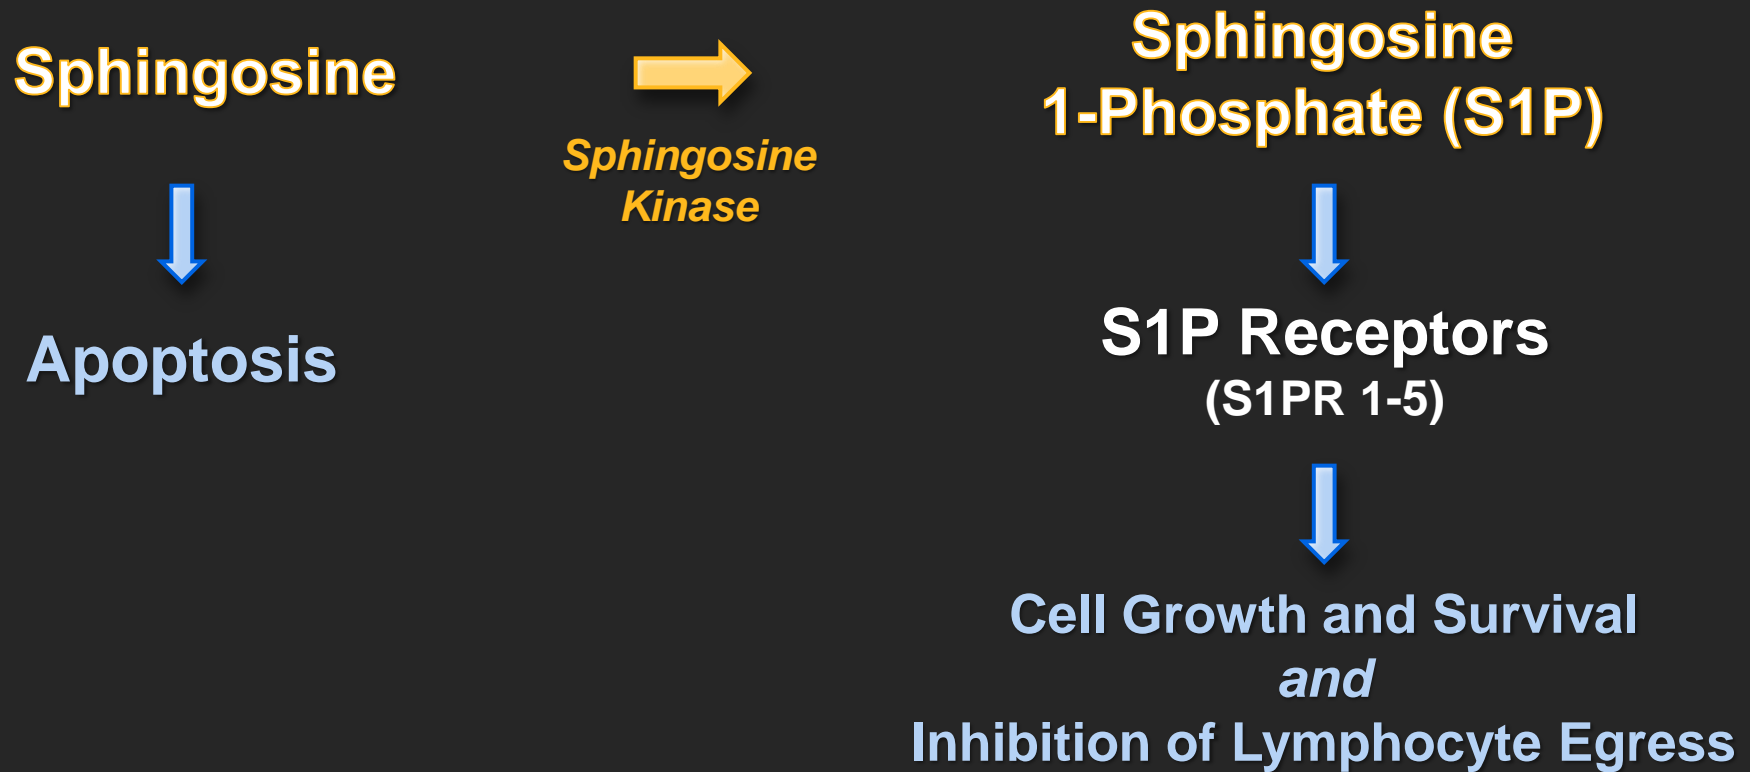 Sphingosine
Sphingosine
Kinase
Sphingosine
1-Phosphate (S1P)
Apoptosis
S1P Receptors
(S1PR 1-5)
Cell Growth and Survival
and
Inhibition of Lymphocyte Egress